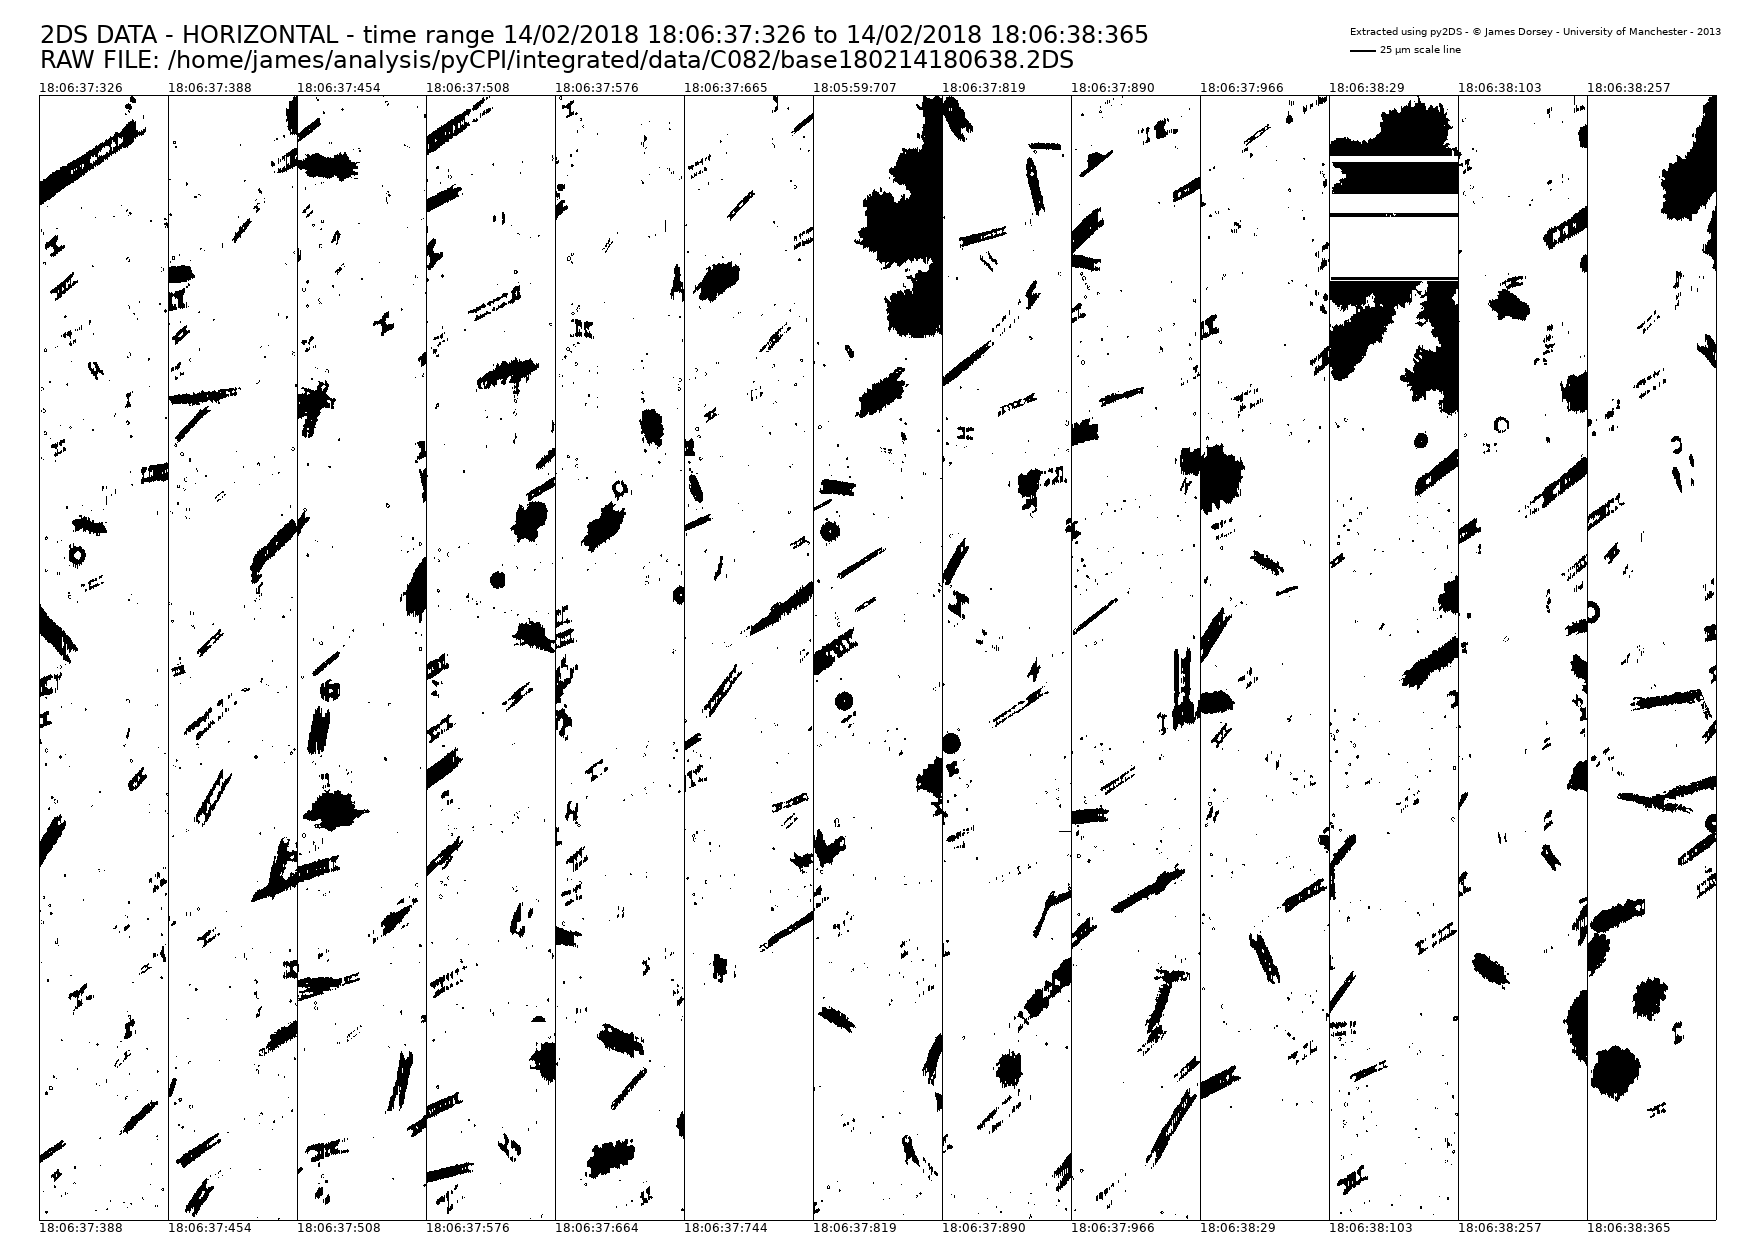 2DS DATA - HORIZONTAL - time range 14/02/2018 18:06:37:326 to 14/02/2018 18:06:38:365
RAW FILE: /home/james/analysis/pyCPI/integrated/data/C082/base180214180638.2DS
Extracted using py2DS - © James Dorsey - University of Manchester - 2013
25 µm scale line
18:06:37:326 18:06:37:388 18:06:37:454 18:06:37:508 18:06:37:576 18:06:37:665 18:05:59:707 18:06:37:819 18:06:37:890 18:06:37:966 18:06:38:29 18:06:38:103 18:06:38:257
18:06:37:388 18:06:37:454 18:06:37:508 18:06:37:576 18:06:37:664 18:06:37:744 18:06:37:819 18:06:37:890 18:06:37:966 18:06:38:29 18:06:38:103 18:06:38:257 18:06:38:365